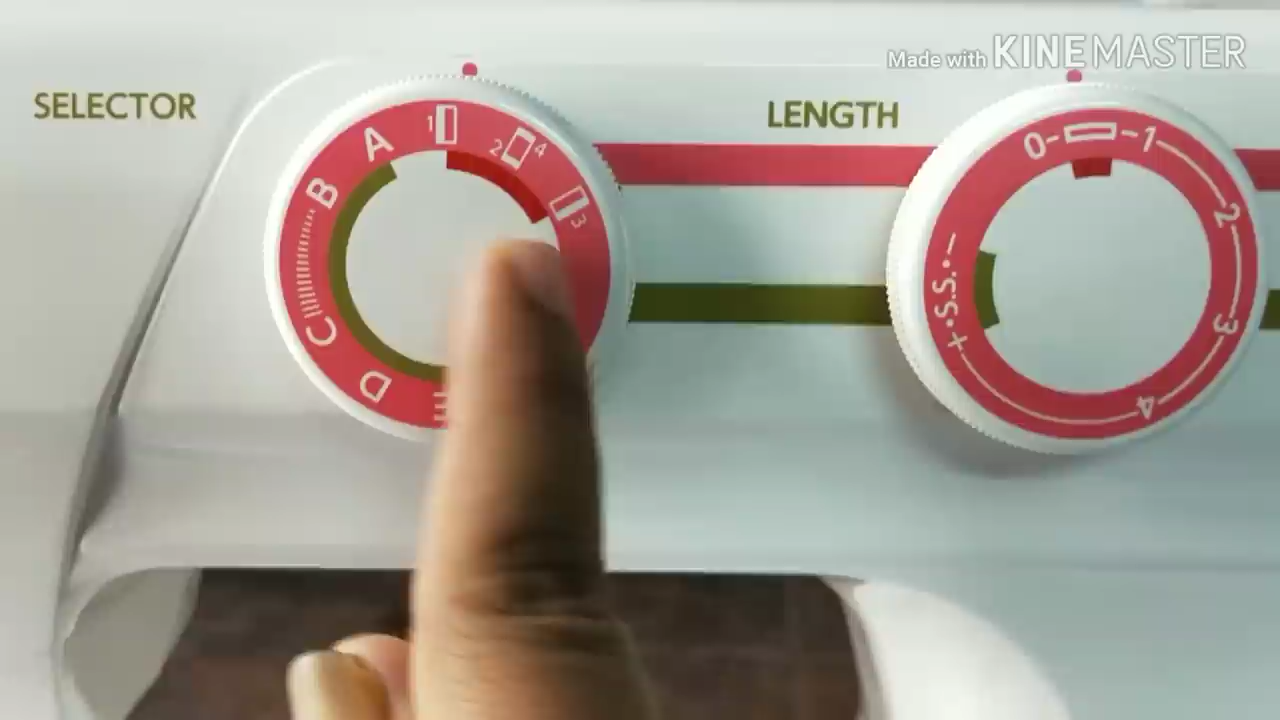 Made with KINEMASTER
SELECTOR
LENGTH
A
B
C
D
1
2 4
3
0
1
2
3
4
+•S.S.•–